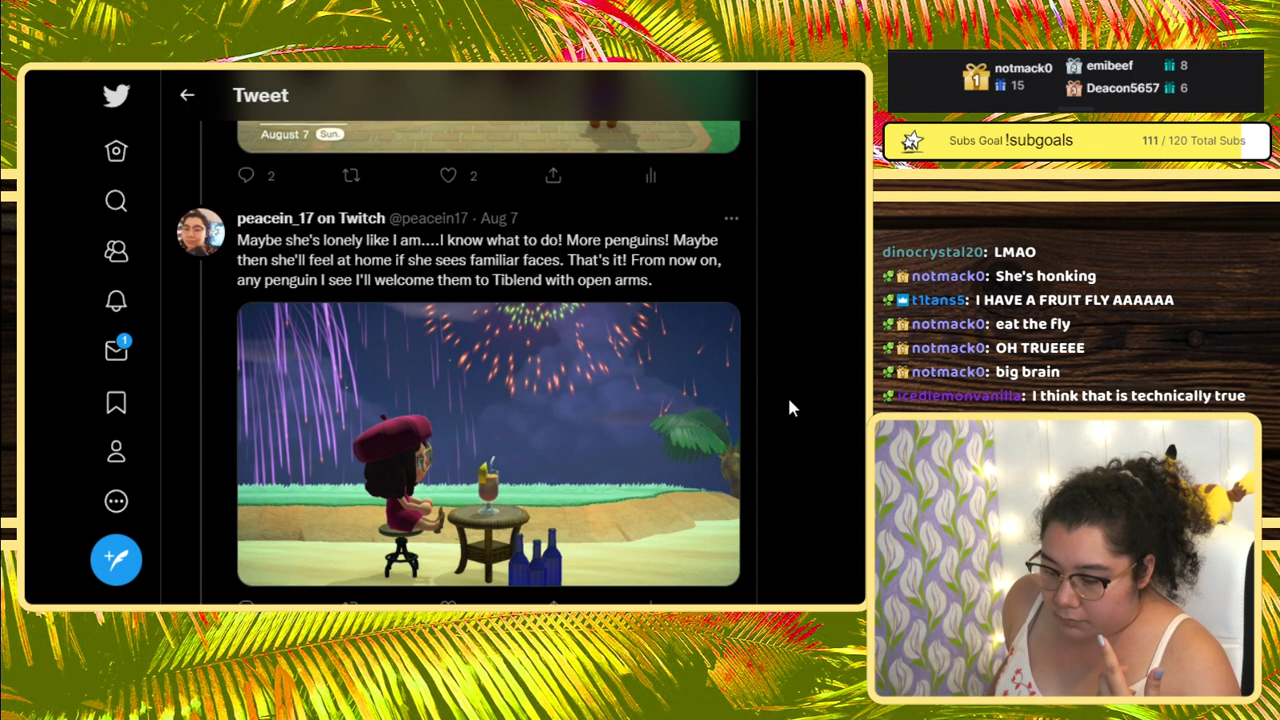 Tweet
August 7 Sun.
2
2
peacein_17 on Twitch @peacein17 · Aug 7
Maybe she's lonely like I am....I know what to do! More penguins! Maybe
then she'll feel at home if she sees familiar faces. That's it! From now on,
any penguin I see I'll welcome them to Tiblend with open arms.
1
1 notmack0 15
2 emibeef 8
3 Deacon5657 6
Subs Goal !subgoals 111 / 120 Total Subs
dinocrystal20: LMAO
notmack0: She's honking
t1tans5: I HAVE A FRUIT FLY AAAAAA
notmack0: eat the fly
notmack0: OH TRUEEEE
notmack0: big brain
icedlemonvanilla: I think that is technically true